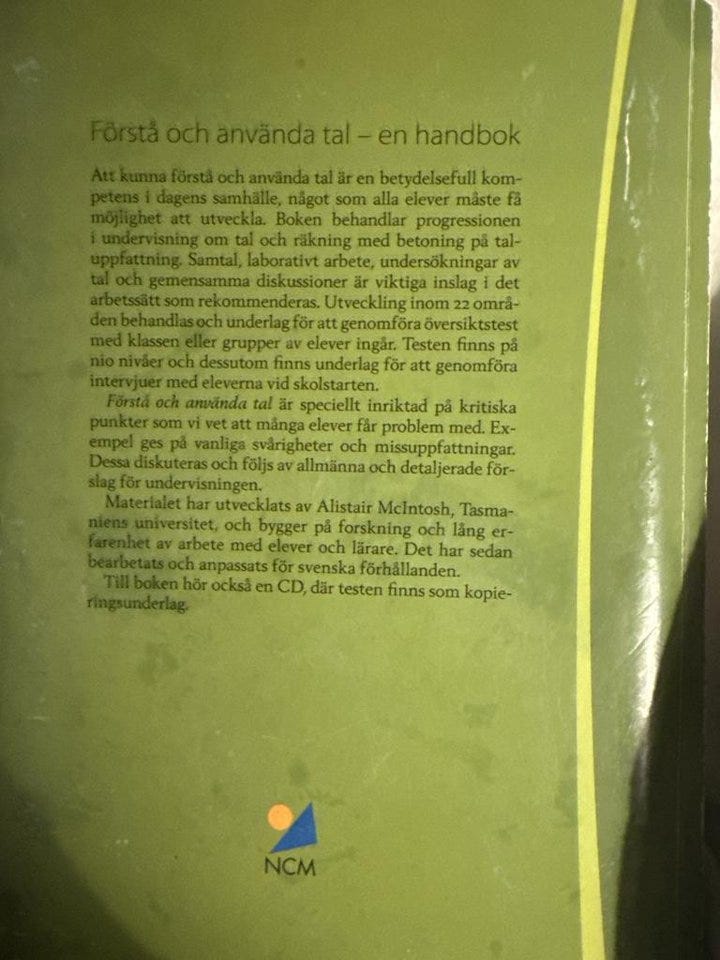 Förstå och använda tal – en handbok
Att kunna förstå och använda tal är en betydelsefull kom-
petens i dagens samhälle, något som alla elever måste få
möjlighet att utveckla. Boken behandlar progressionen
i undervisning om tal och räkning med betoning på tal-
uppfattning. Samtal, laborativt arbete, undersökningar av
tal och gemensamma diskussioner är viktiga inslag i det
arbetssätt som rekommenderas. Utveckling inom 22 områ-
den behandlas och underlag för att genomföra översiktstest
med klassen eller grupper av elever ingår. Testen finns på
nio nivåer och dessutom finns underlag för att genomföra
intervjuer med eleverna vid skolstarten.
Förstå och använda tal är speciellt inriktad på kritiska
punkter som vi vet att många elever får problem med. Ex-
empel ges på vanliga svårigheter och missuppfattningar.
Dessa diskuteras och följs av allmänna och detaljerade för-
slag för undervisningen.
Materialet har utvecklats av Alistair McIntosh, Tasma-
niens universitet, och bygger på forskning och lång er-
farenhet av arbete med elever och lärare. Det har sedan
bearbetats och anpassats för svenska förhållanden.
Till boken hör också en CD, där testen finns som kopie-
ringsunderlag.
NCM